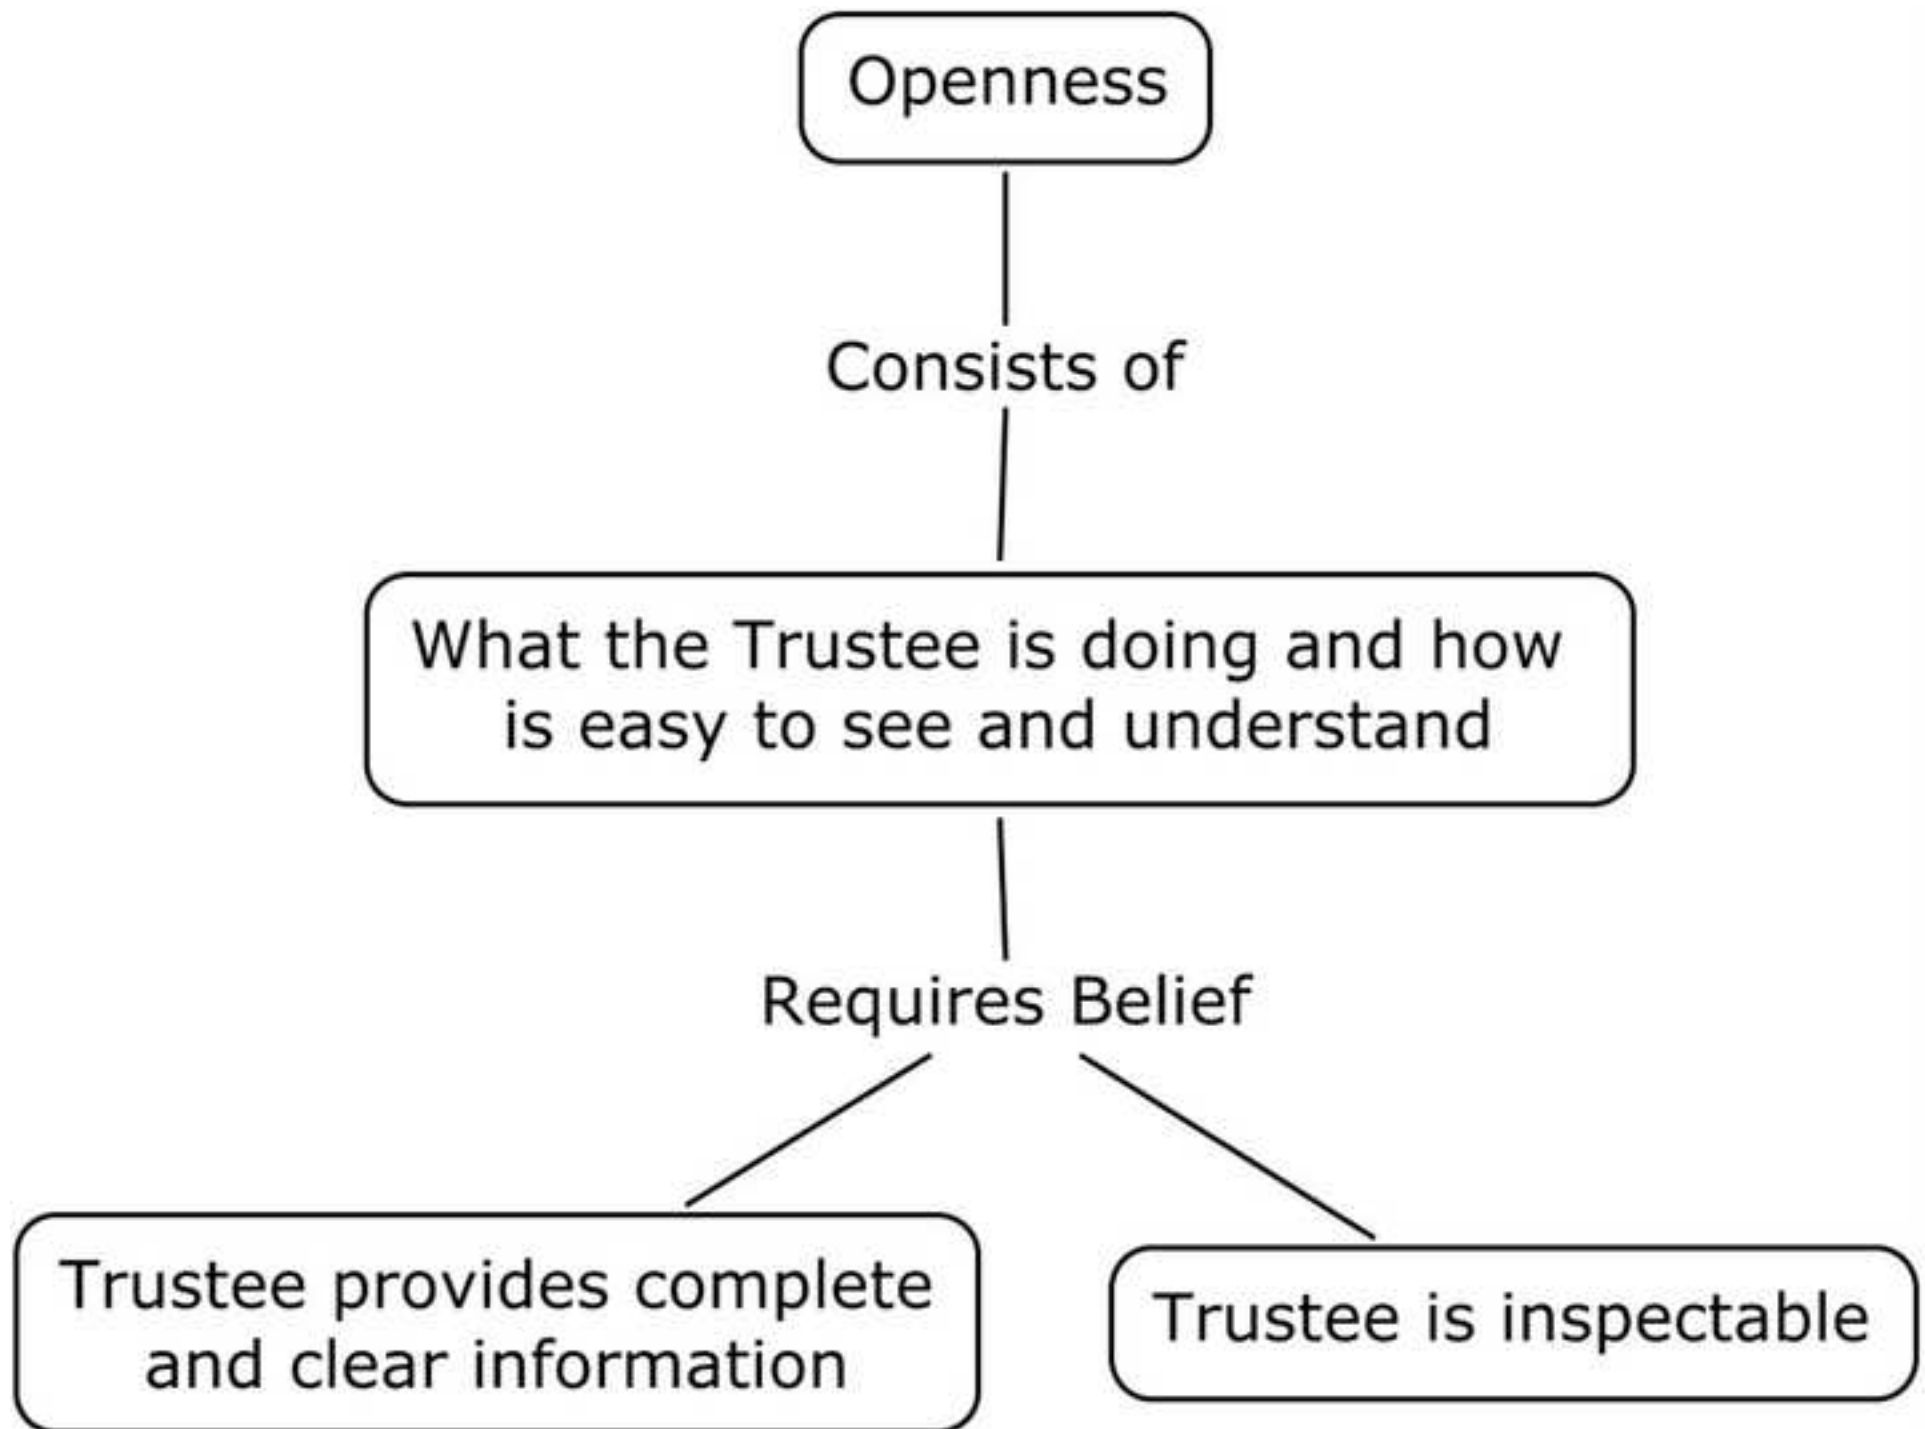 Openness
Consists of
What the Trustee is doing and how
is easy to see and understand
Requires Belief
Trustee provides complete
and clear information
Trustee is inspectable